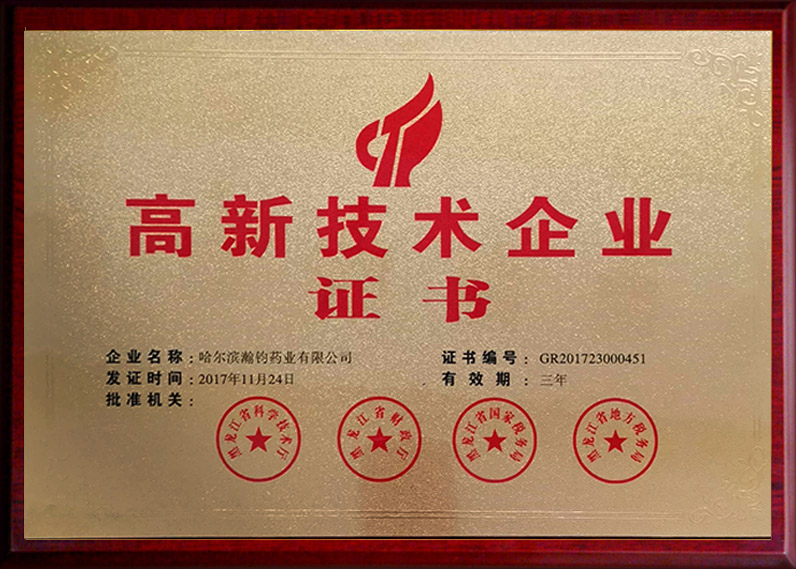 高新技术企业
证书
企业名称：哈尔滨瀚钧药业有限公司
证书编号：GR201723000451
发证时间：2017年11月24日
有效期：三年
批准机关：
黑龙江省科学技术厅
黑龙江省财政厅
黑龙江省国家税务局
黑龙江省地方税务局